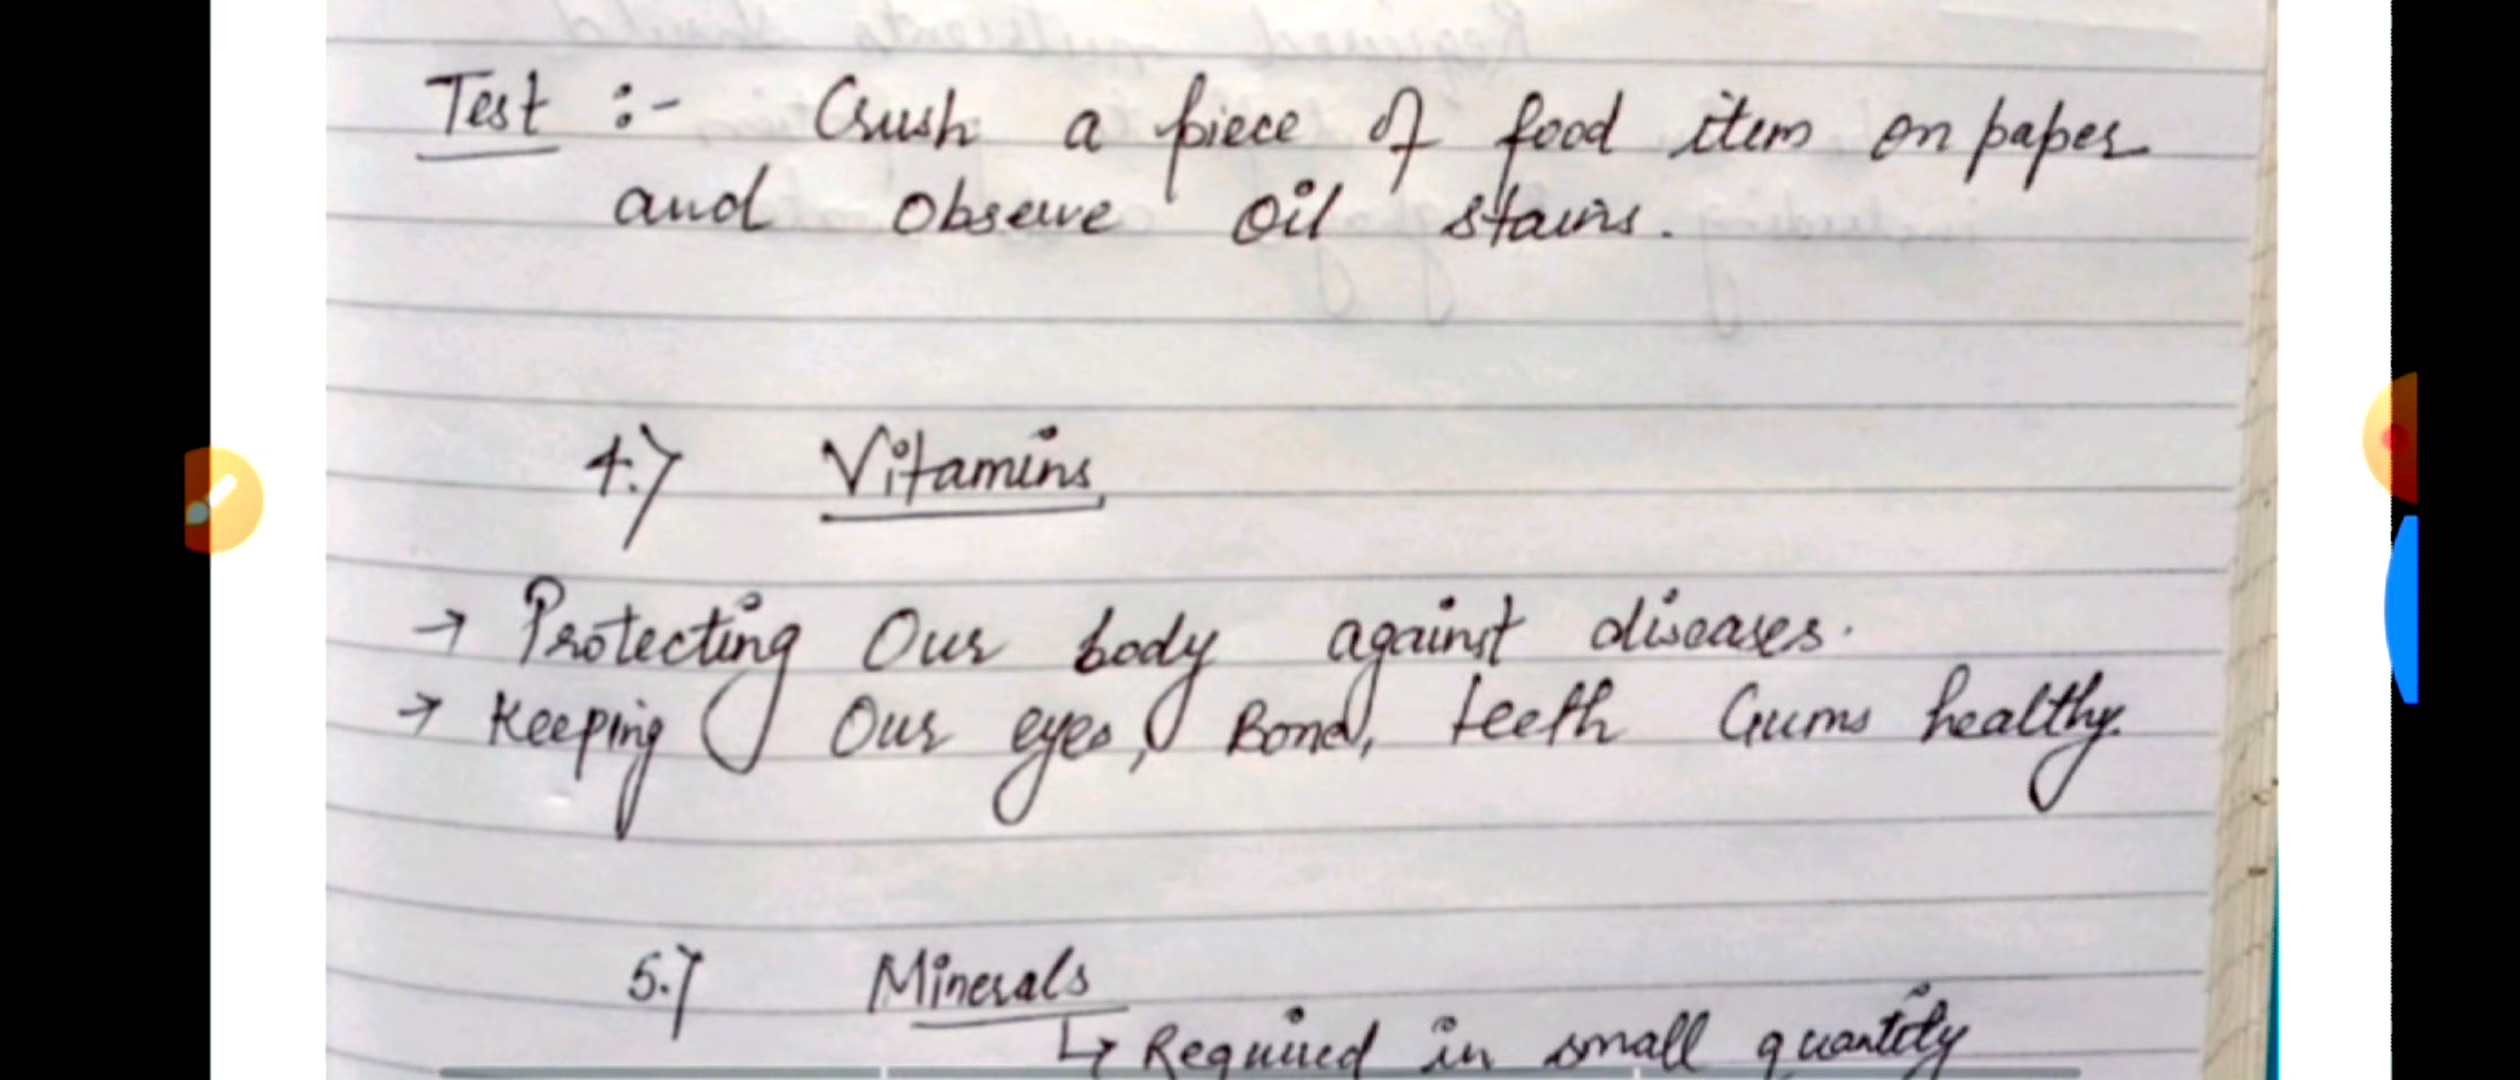 Test :- Crush a piece of food item on paper
and Observe Oil stains.
4.) Vitamins
→ Protecting Our body against diseases.
→ Keeping Our eyes, Bone, teeth Gums healthy.
5.) Minerals
↳ Required in small quantity